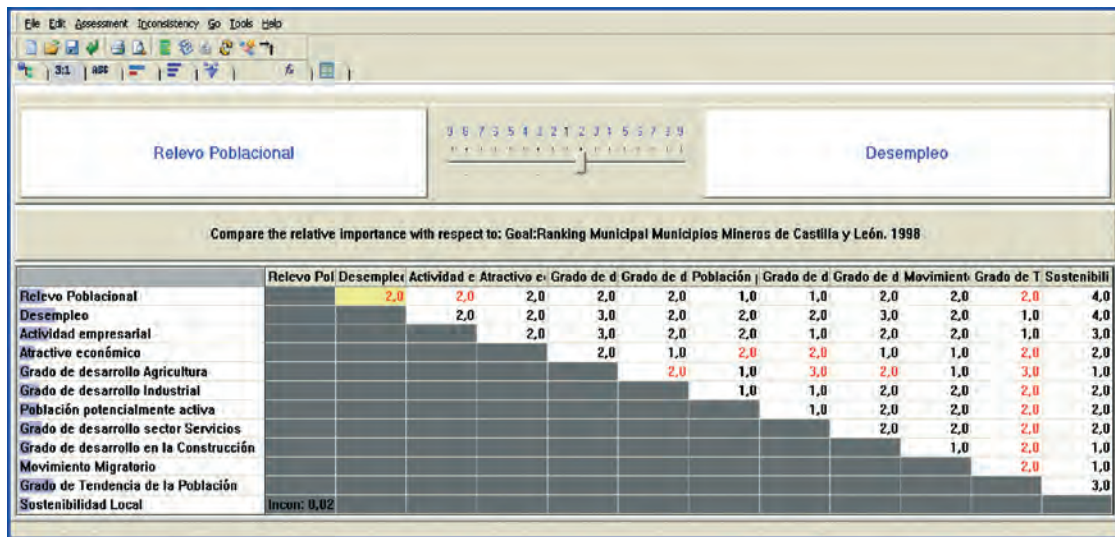 File Edit Assessment Inconsistency Go Tools Help
3:1 ABC
Relevo Poblacional
9 8 7 6 5 4 3 2 1 2 3 4 5 6 7 8 9
Desempleo
Compare the relative importance with respect to: Goal:Ranking Municipal Municipios Mineros de Castilla y León. 1998
Relevo Pol Desemplec Actividad e Atractivo e Grado de d Grado de d Población Grado de d Grado de d Movimient Grado de T Sostenibili
Relevo Poblacional 2,0 2,0 2,0 2,0 2,0 1,0 1,0 2,0 2,0 2,0 4,0
Desempleo 2,0 2,0 3,0 2,0 2,0 2,0 3,0 2,0 1,0 4,0
Actividad empresarial 2,0 3,0 2,0 2,0 1,0 2,0 2,0 1,0 3,0
Atractivo económico 2,0 1,0 2,0 2,0 1,0 1,0 2,0 2,0
Grado de desarrollo Agricultura 2,0 1,0 3,0 2,0 1,0 3,0 1,0
Grado de desarrollo Industrial 1,0 1,0 2,0 2,0 2,0 2,0
Población potencialmente activa 1,0 2,0 2,0 2,0 2,0
Grado de desarrollo sector Servicios 2,0 2,0 2,0 2,0
Grado de desarrollo en la Construcción 1,0 2,0 1,0
Movimiento Migratorio 2,0 1,0
Grado de Tendencia de la Población 3,0
Sostenibilidad Local Incon: 0,02